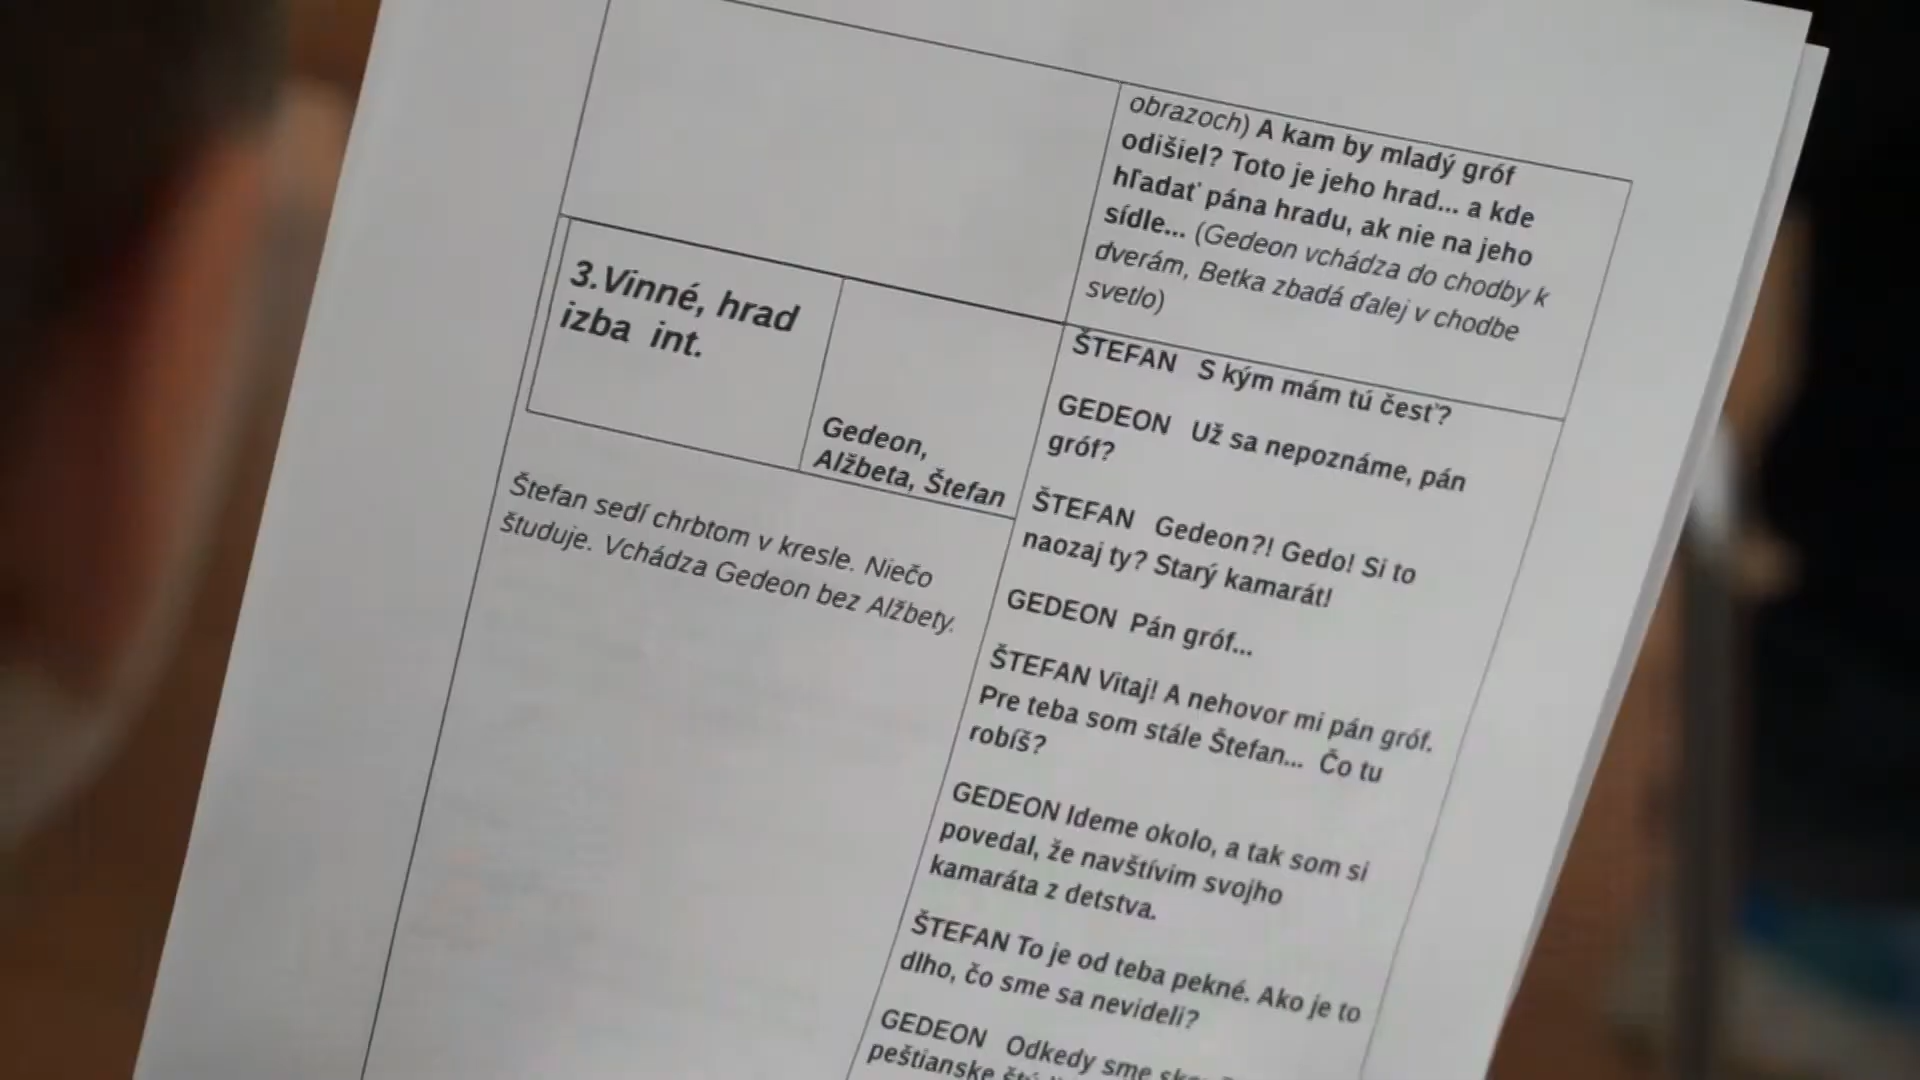 obrazoch) A kam by mladý gróf
odišiel? Toto je jeho hrad... a kde
hľadať pána hradu, ak nie na jeho
sídle... (Gedeon vchádza do chodby k
dverám, Betka zbadá ďalej v chodbe
svetlo)
3.Vinné, hrad
izba int.
Gedeon,
Alžbeta, Štefan
Štefan sedí chrbtom v kresle. Niečo
študuje. Vchádza Gedeon bez Alžbety.
ŠTEFAN S kým mám tú česť?
GEDEON Už sa nepoznáme, pán
gróf?
ŠTEFAN Gedeon?! Gedo! Si to
naozaj ty? Starý kamarát!
GEDEON Pán gróf...
ŠTEFAN Vitaj! A nehovor mi pán gróf.
Pre teba som stále Štefan... Čo tu
robíš?
GEDEON Ideme okolo, a tak som si
povedal, že navštívim svojho
kamaráta z detstva.
ŠTEFAN To je od teba pekné. Ako je to
dlho, čo sme sa nevideli?
GEDEON Odkedy sme
peštianske